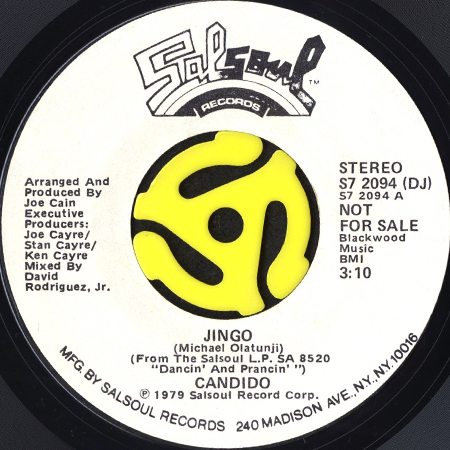 Salsoul
RECORDS ™
Arranged And
Produced By
Joe Cain
Executive
Producers:
Joe Cayre/
Stan Cayre/
Ken Cayre
Mixed By
David
Rodriguez, Jr.
STEREO
S7 2094 (DJ)
S7 2094 A
NOT
FOR SALE
Blackwood
Music
BMI
3:10
JINGO
(Michael Olatunji)
(From The Salsoul L.P. SA 8520
"Dancin' And Prancin' ")
CANDIDO
℗ 1979 Salsoul Record Corp.
MFG. BY SALSOUL RECORDS 240 MADISON AVE., N.Y., N.Y. 10016